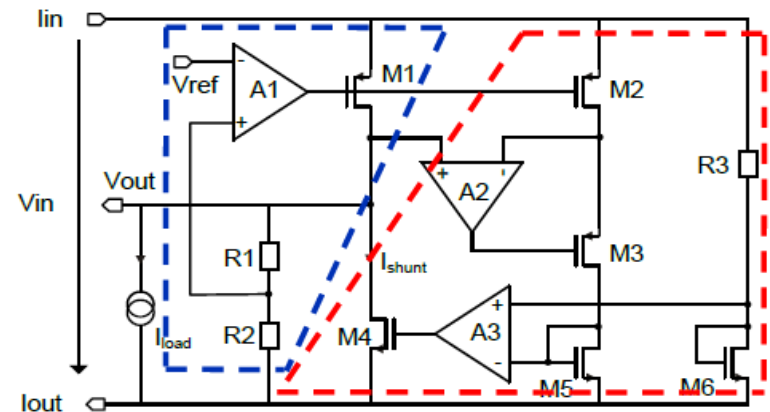 Iin
Vref
-
A1
+
M1
M2
Vout
Vin
+
-
A2
R3
R1
Ishunt
M3
Iload
R2
M4
A3
+
-
M5
M6
Iout